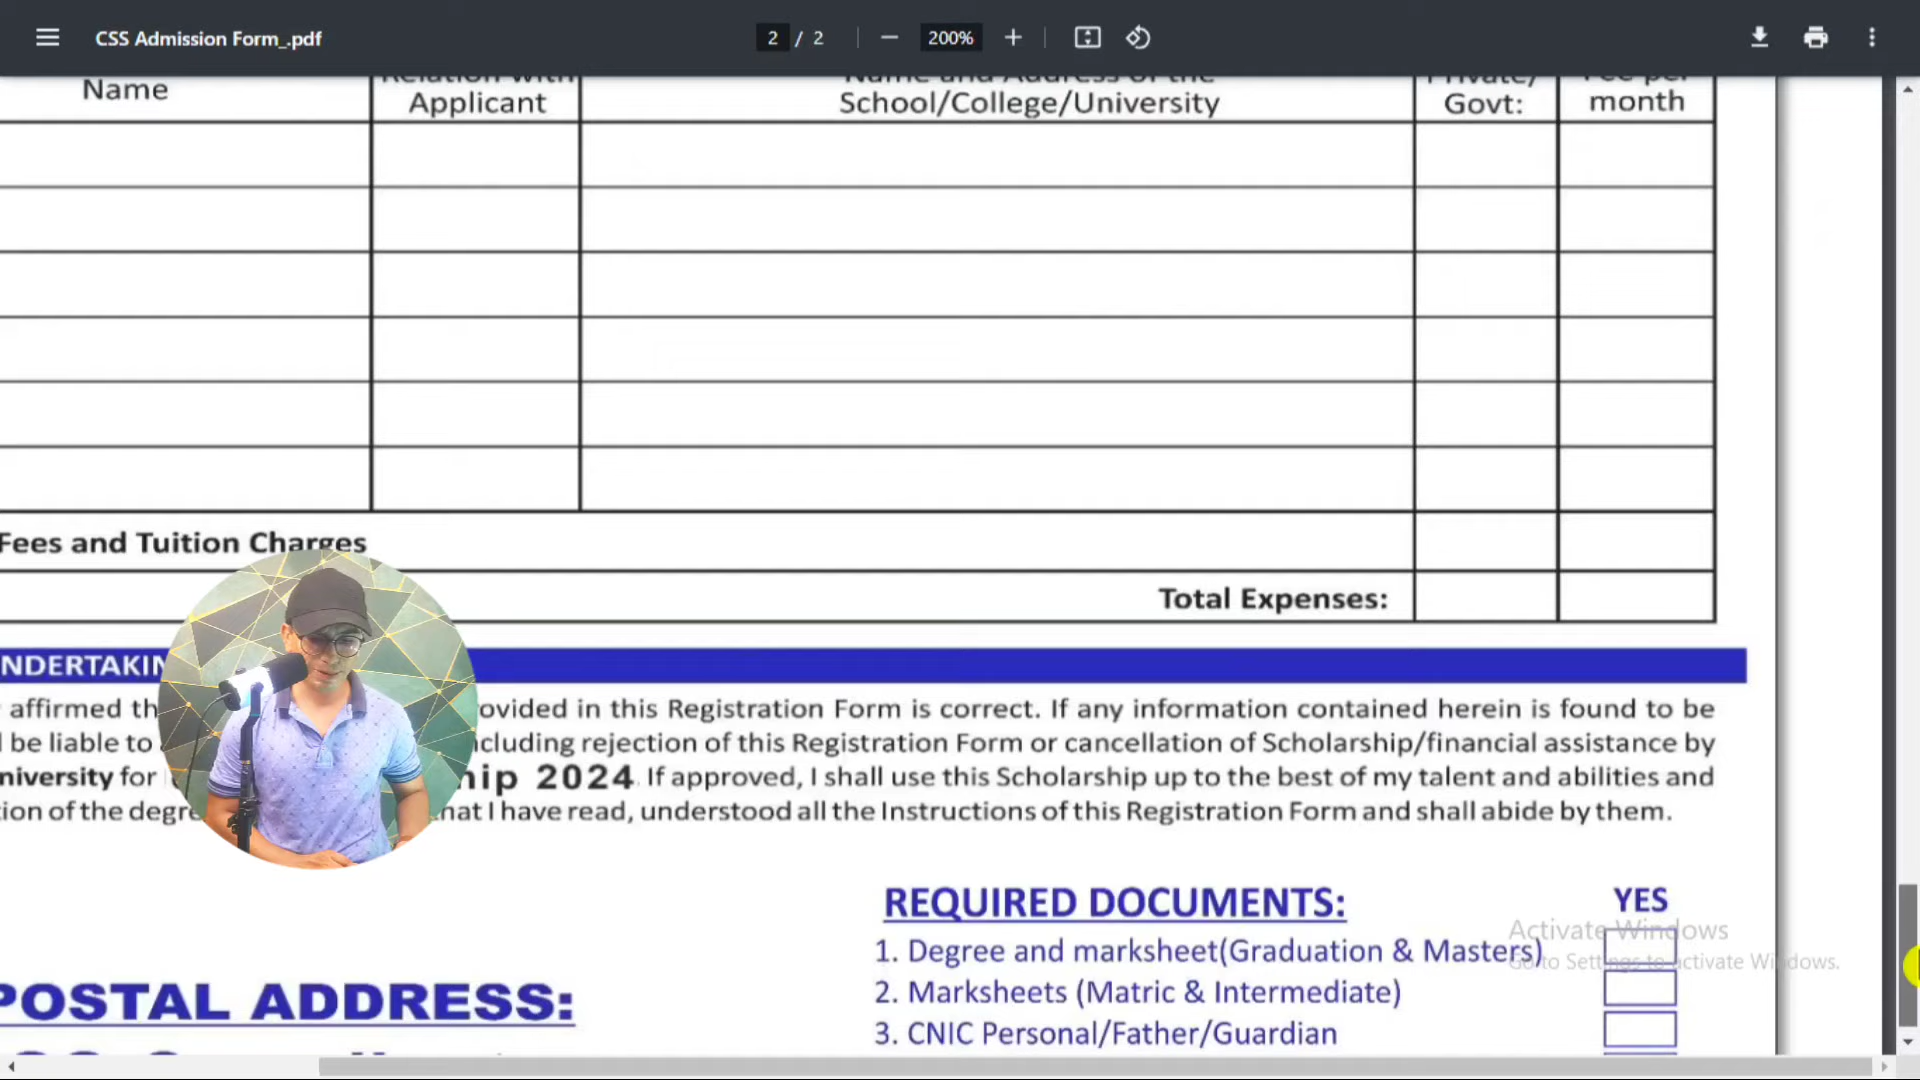 CSS Admission Form_.pdf
2 / 2
200%
Name
Relation with
Applicant
Name and Address of the
School/College/University
Private/
Govt:
Fee per
month
Fees and Tuition Charges
Total Expenses:
NDERTAKIN
affirmed th ovided in this Registration Form is correct. If any information contained herein is found to be
be liable to cluding rejection of this Registration Form or cancellation of Scholarship/financial assistance by
niversity for hip 2024. If approved, I shall use this Scholarship up to the best of my talent and abilities and
tion of the degre hat I have read, understood all the Instructions of this Registration Form and shall abide by them.
REQUIRED DOCUMENTS:
YES
1. Degree and marksheet(Graduation & Masters)
2. Marksheets (Matric & Intermediate)
3. CNIC Personal/Father/Guardian
POSTAL ADDRESS:
Activate Windows
Go to Settings to activate Windows.